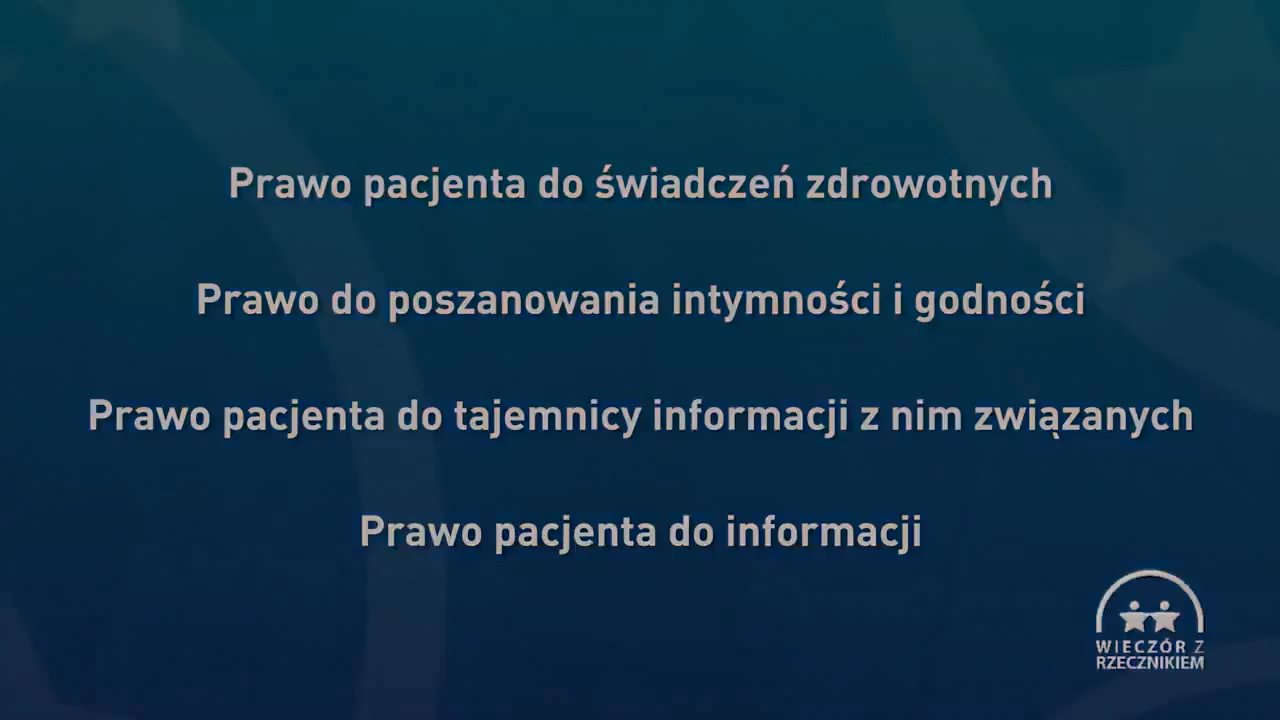 Prawo pacjenta do świadczeń zdrowotnych
Prawo do poszanowania intymności i godności
Prawo pacjenta do tajemnicy informacji z nim związanych
Prawo pacjenta do informacji
WIECZÓR Z
RZECZNIKIEM